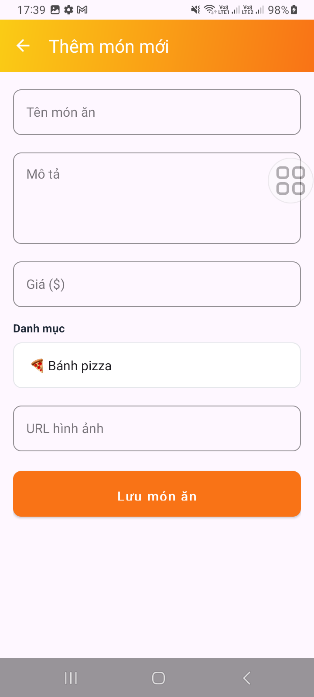 17:39
98%
Thêm món mới
Tên món ăn
Mô tả
Giá ($)
Danh mục
🍕 Bánh pizza
URL hình ảnh
Lưu món ăn